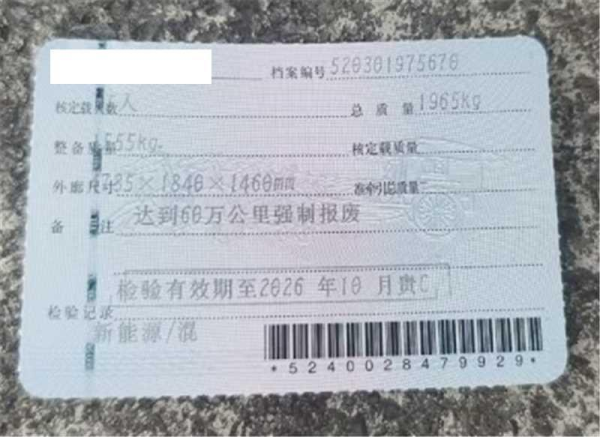 档案编号 520301975670
核定载人数 人 总质量 1965kg
整备质量 555kg. 核定载质量
外廓尺寸 785×1840×1460mm 准牵引总质量
备注 达到60万公里强制报废
检验有效期至2026 年10 月贵C
检验记录
新能源/混
*5240028479929*